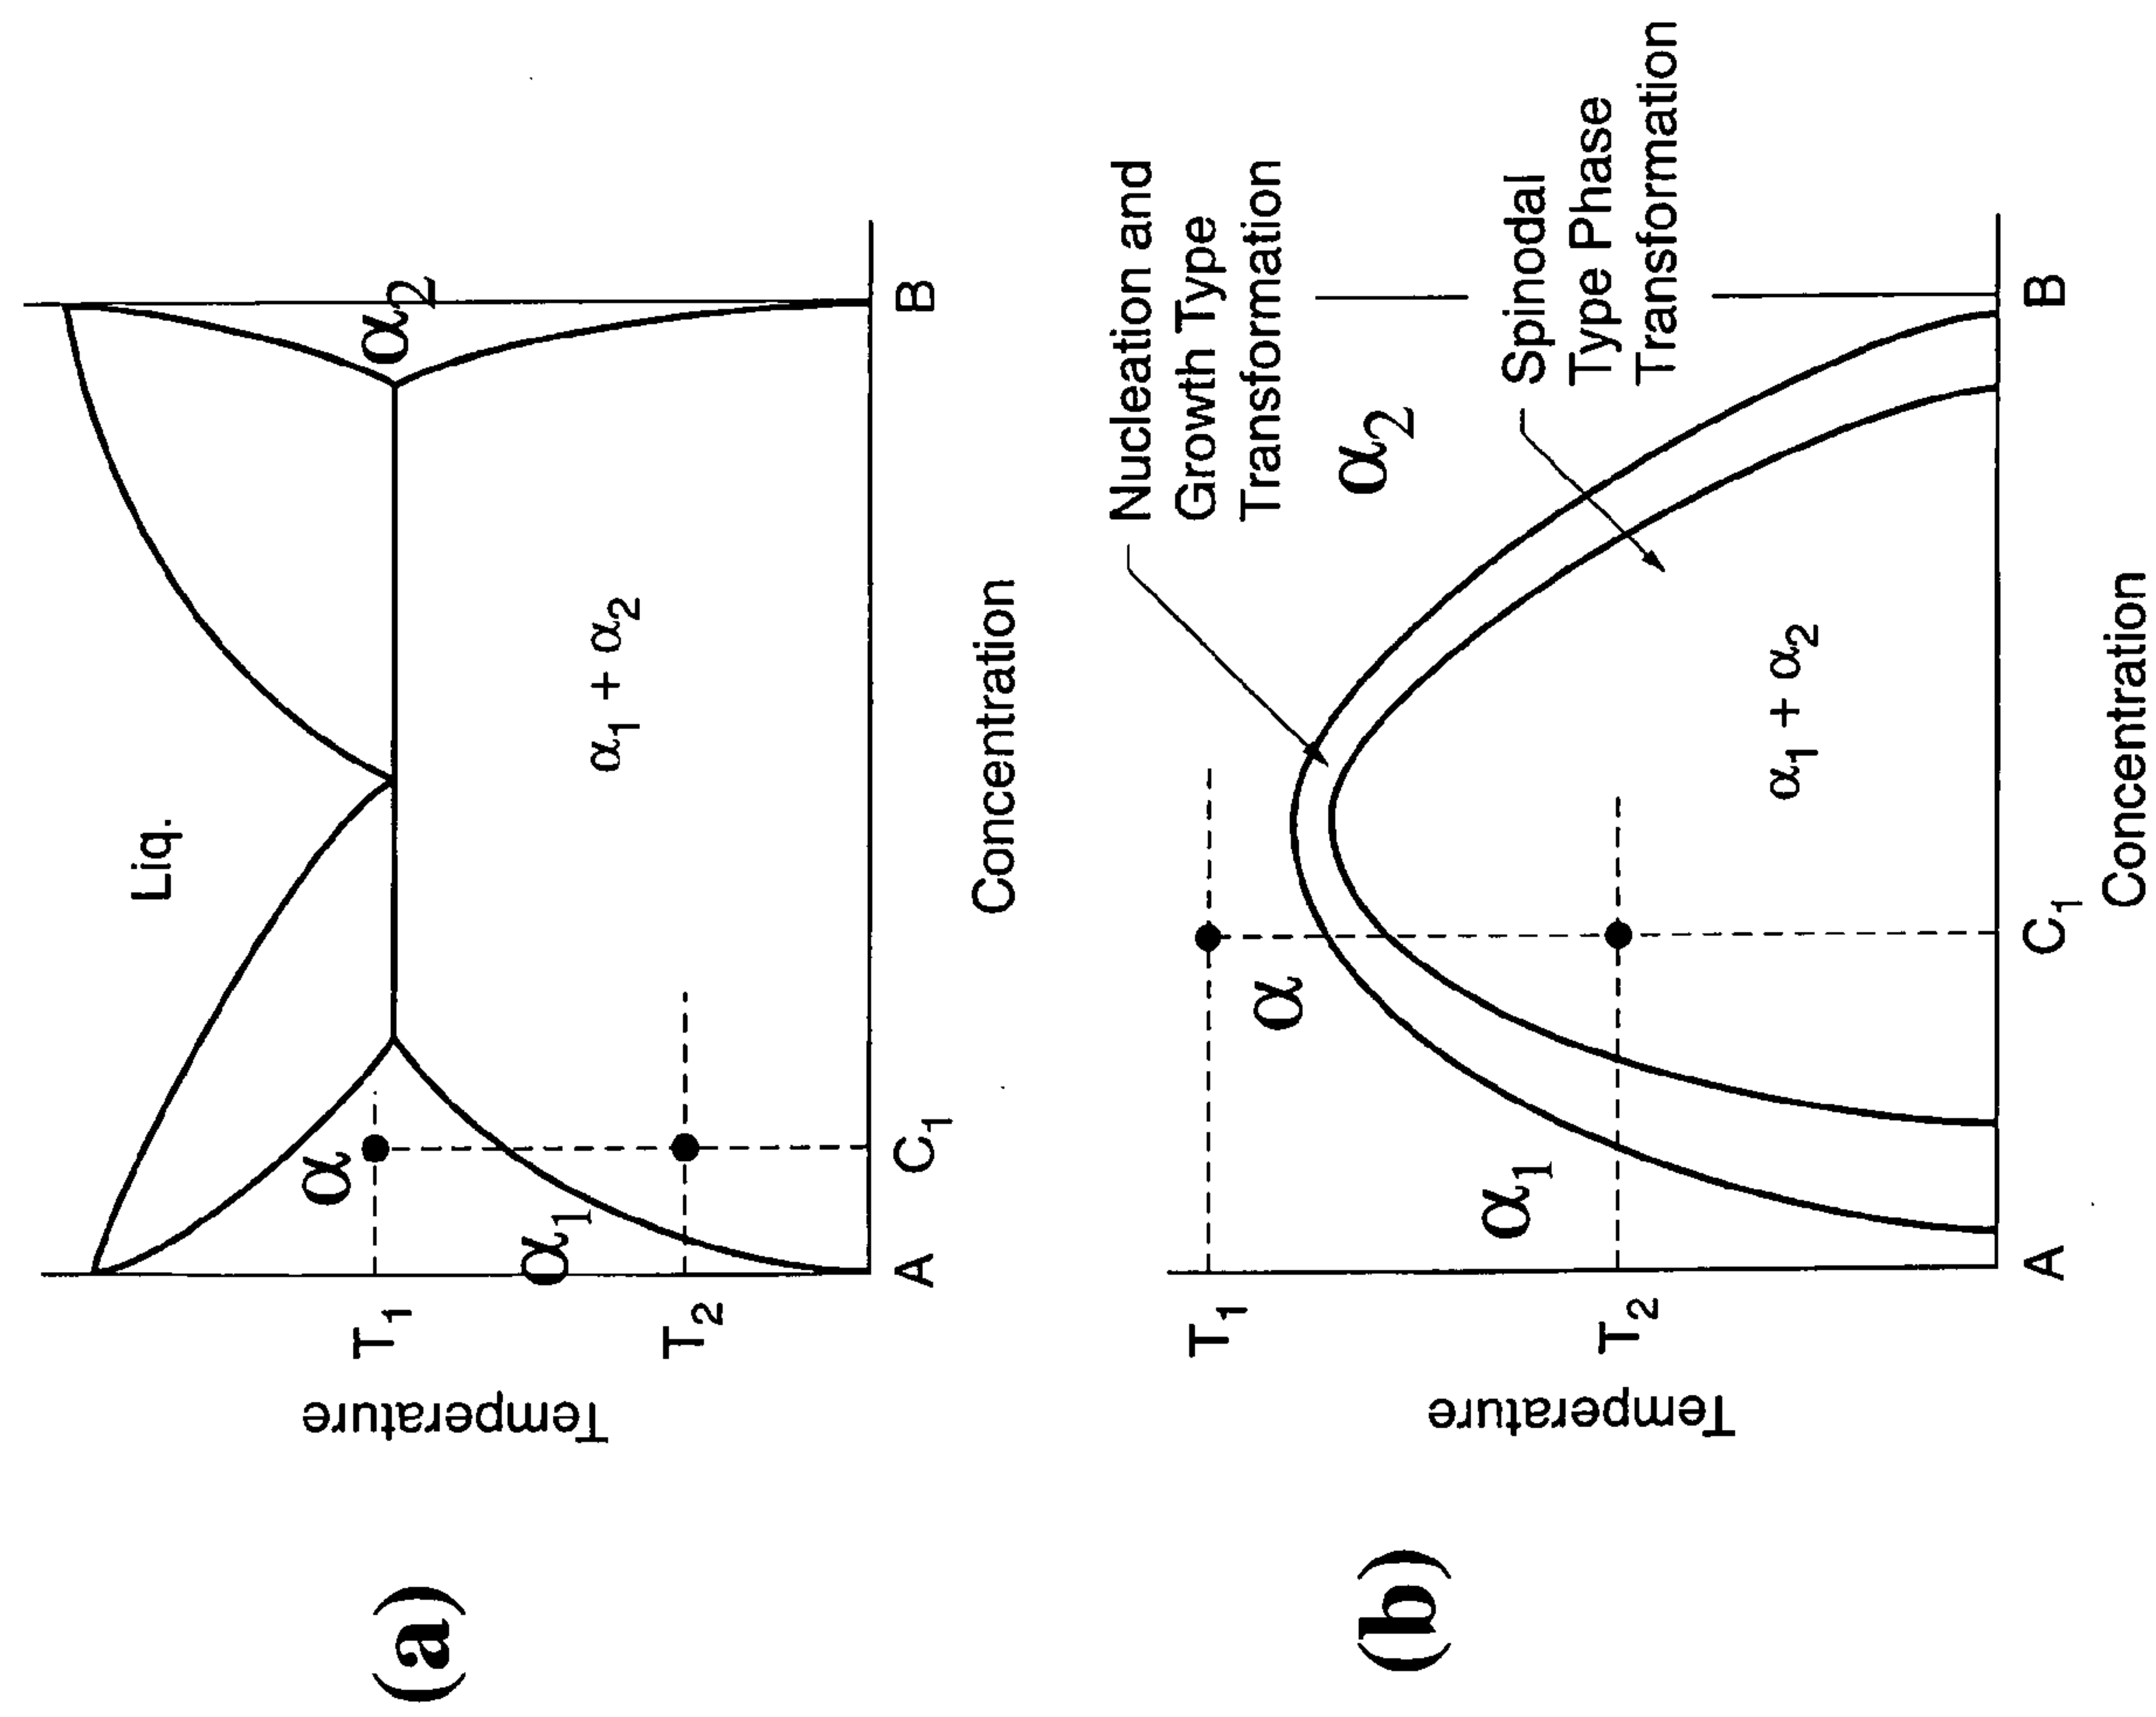 (a)
Temperature
T1
T2
Liq.
α
α1
α2
α1 + α2
A
C1
B
Concentration
(b)
Temperature
T1
T2
α
α1
α2
α1 + α2
Nucleation and
Growth Type
Transformation
Spinodal
Type Phase
Transformation
A
C1
B
Concentration